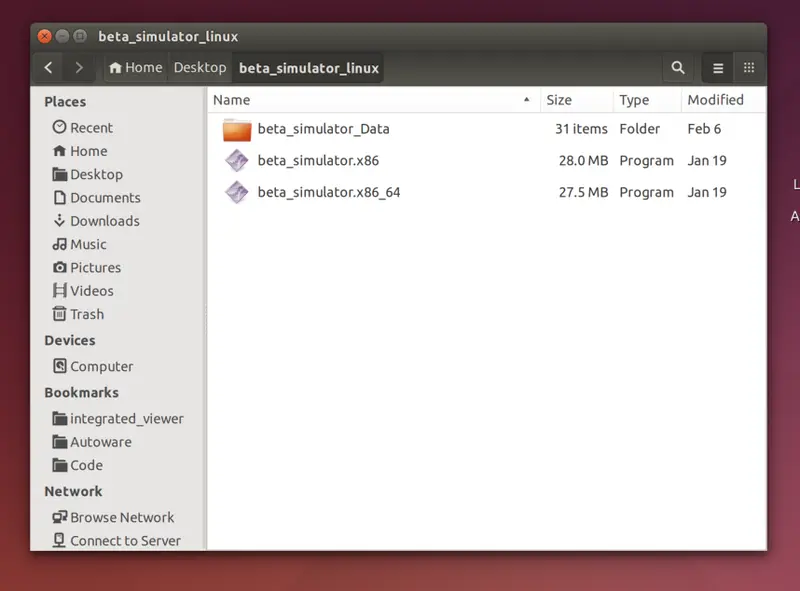 beta_simulator_linux
Home Desktop beta_simulator_linux
Places
Recent
Home
Desktop
Documents
Downloads
Music
Pictures
Videos
Trash
Devices
Computer
Bookmarks
integrated_viewer
Autoware
Code
Network
Browse Network
Connect to Server
Name Size Type Modified
beta_simulator_Data 31 items Folder Feb 6
beta_simulator.x86 28.0 MB Program Jan 19
beta_simulator.x86_64 27.5 MB Program Jan 19
L
A